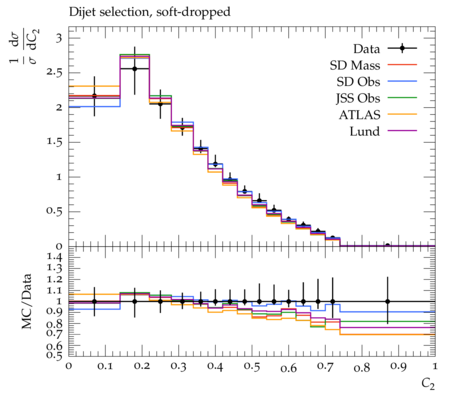 Dijet selection, soft-dropped
1/σ dσ/dC₂
3
2.5
2
1.5
1
0.5
0
Data
SD Mass
SD Obs
JSS Obs
ATLAS
Lund
MC/Data
1.4
1.3
1.2
1.1
1.0
0.9
0.8
0.7
0.6
0.5
0 0.1 0.2 0.3 0.4 0.5 0.6 0.7 0.8 0.9 1
C₂